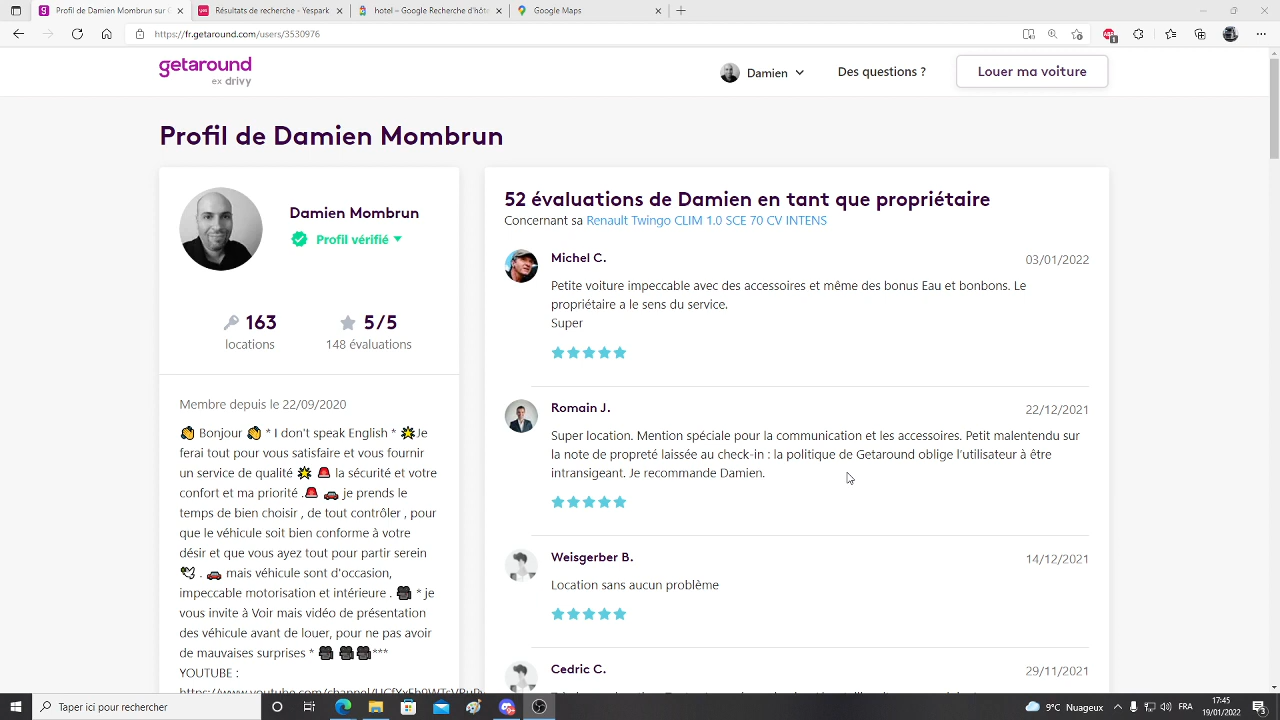 Profil de Damien Mombrun sur G
Résultats de recherche - Yespark
hotel – Google Recherche d'hôte
Google Maps
https://fr.getaround.com/users/3530976
getaround
ex drivy
Damien
Des questions ?
Louer ma voiture
Profil de Damien Mombrun
Damien Mombrun
Profil vérifié
163
locations
5/5
148 évaluations
Membre depuis le 22/09/2020
Bonjour 👋 * I don't speak English * 🌟Je
ferai tout pour vous satisfaire et vous fournir
un service de qualité 🌟 🚨 la sécurité et votre
confort et ma priorité .🚨 🚗 je prends le
temps de bien choisir , de tout contrôler , pour
que le véhicule soit bien conforme à votre
désir et que vous ayez tout pour partir serein
🕊 . 🚗 mais véhicule sont d'occasion,
impeccable motorisation et intérieure . 🎥 * je
vous invite à Voir mais vidéo de présentation
des véhicule avant de louer, pour ne pas avoir
de mauvaises surprises * 🎥 🎥🎥***
YOUTUBE :
52 évaluations de Damien en tant que propriétaire
Concernant sa Renault Twingo CLIM 1.0 SCE 70 CV INTENS
Michel C.
03/01/2022
Petite voiture impeccable avec des accessoires et même des bonus Eau et bonbons. Le
propriétaire a le sens du service.
Super
Romain J.
22/12/2021
Super location. Mention spéciale pour la communication et les accessoires. Petit malentendu sur
la note de propreté laissée au check-in : la politique de Getaround oblige l'utilisateur à être
intransigeant. Je recommande Damien.
Weisgerber B.
14/12/2021
Location sans aucun problème
Cedric C.
29/11/2021
Taper ici pour rechercher
9°C Nuageux
FRA
17:45
19/01/2022